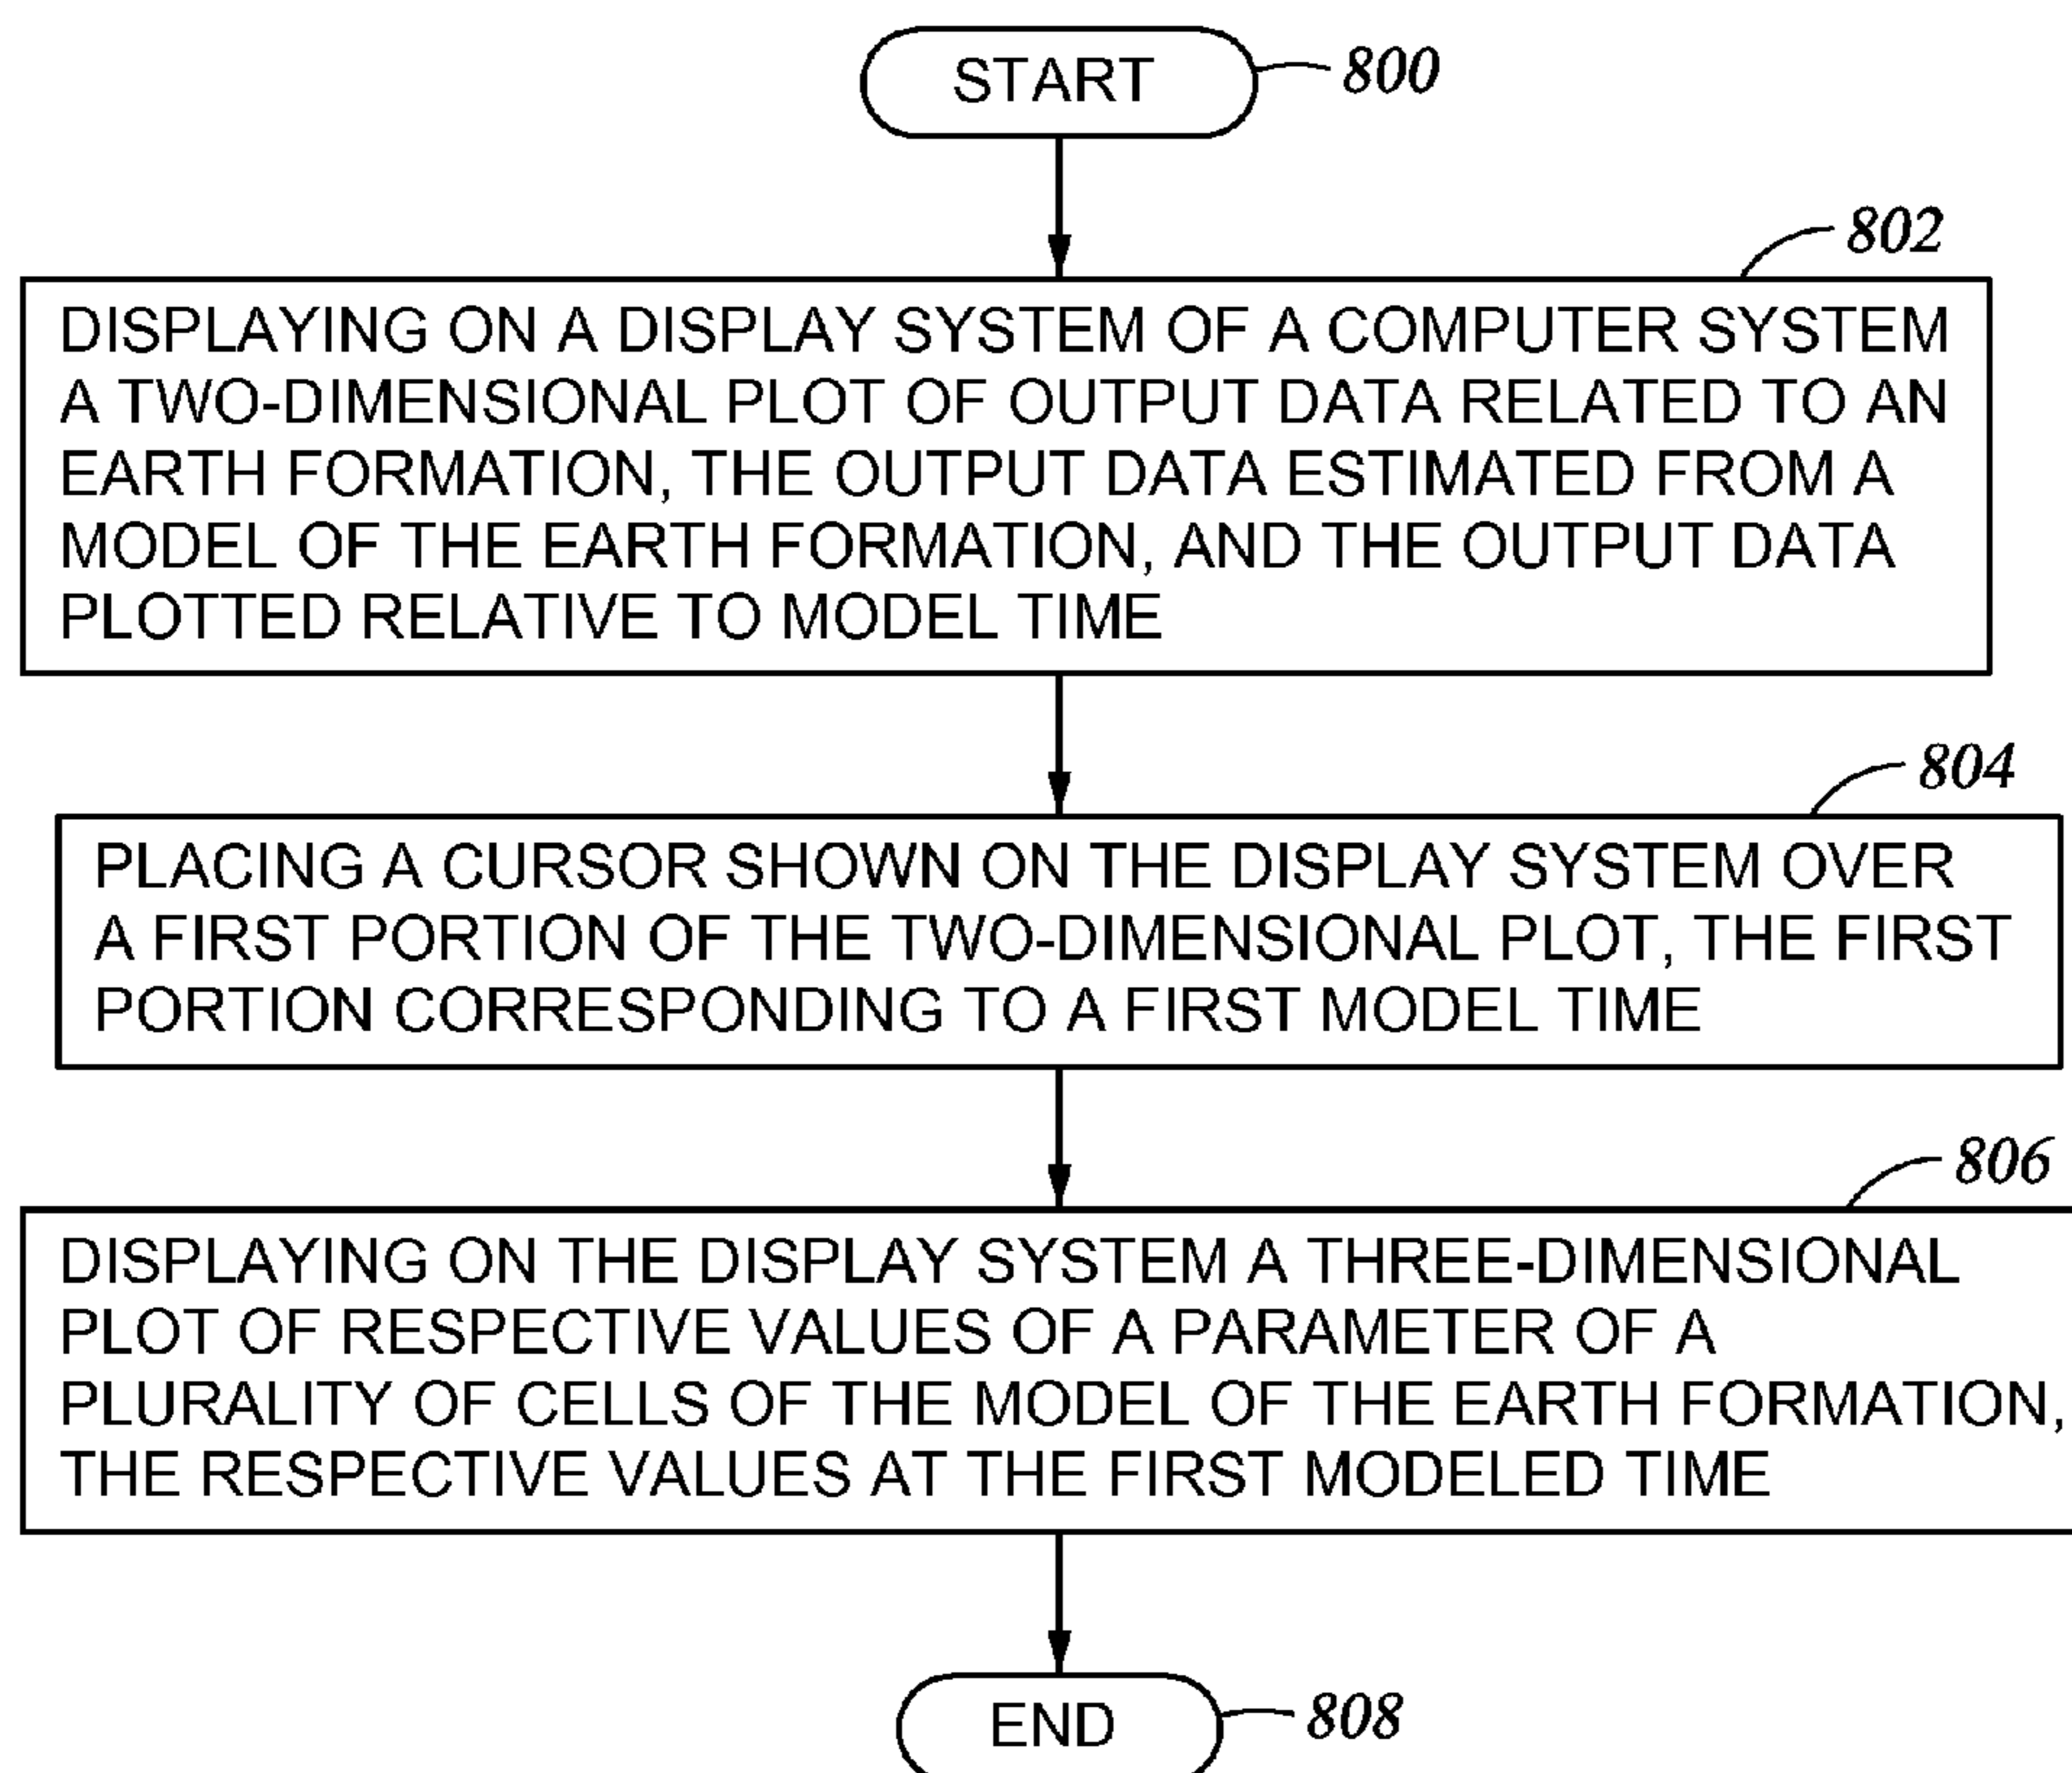 START
800
802
DISPLAYING ON A DISPLAY SYSTEM OF A COMPUTER SYSTEM
A TWO-DIMENSIONAL PLOT OF OUTPUT DATA RELATED TO AN
EARTH FORMATION, THE OUTPUT DATA ESTIMATED FROM A
MODEL OF THE EARTH FORMATION, AND THE OUTPUT DATA
PLOTTED RELATIVE TO MODEL TIME
804
PLACING A CURSOR SHOWN ON THE DISPLAY SYSTEM OVER
A FIRST PORTION OF THE TWO-DIMENSIONAL PLOT, THE FIRST
PORTION CORRESPONDING TO A FIRST MODEL TIME
806
DISPLAYING ON THE DISPLAY SYSTEM A THREE-DIMENSIONAL
PLOT OF RESPECTIVE VALUES OF A PARAMETER OF A
PLURALITY OF CELLS OF THE MODEL OF THE EARTH FORMATION,
THE RESPECTIVE VALUES AT THE FIRST MODELED TIME
END
808